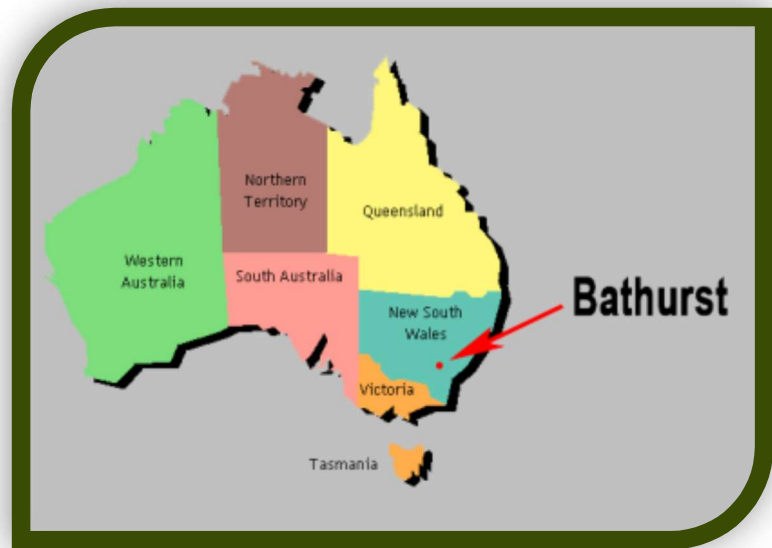 Northern
Territory
Queensland
Western
Australia
South Australia
New South
Wales
Bathurst
Victoria
Tasmania